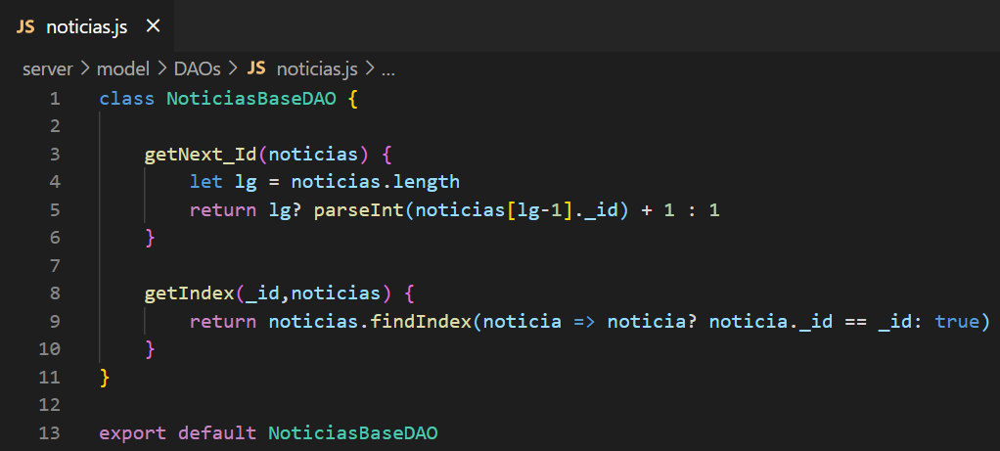 JS noticias.js ×
server > model > DAOs > JS noticias.js > ...
1 class NoticiasBaseDAO {
2
3     getNext_Id(noticias) {
4         let lg = noticias.length
5         return lg? parseInt(noticias[lg-1]._id) + 1 : 1
6     }
7
8     getIndex(_id,noticias) {
9         return noticias.findIndex(noticia => noticia? noticia._id == _id: true)
10     }
11 }
12
13 export default NoticiasBaseDAO